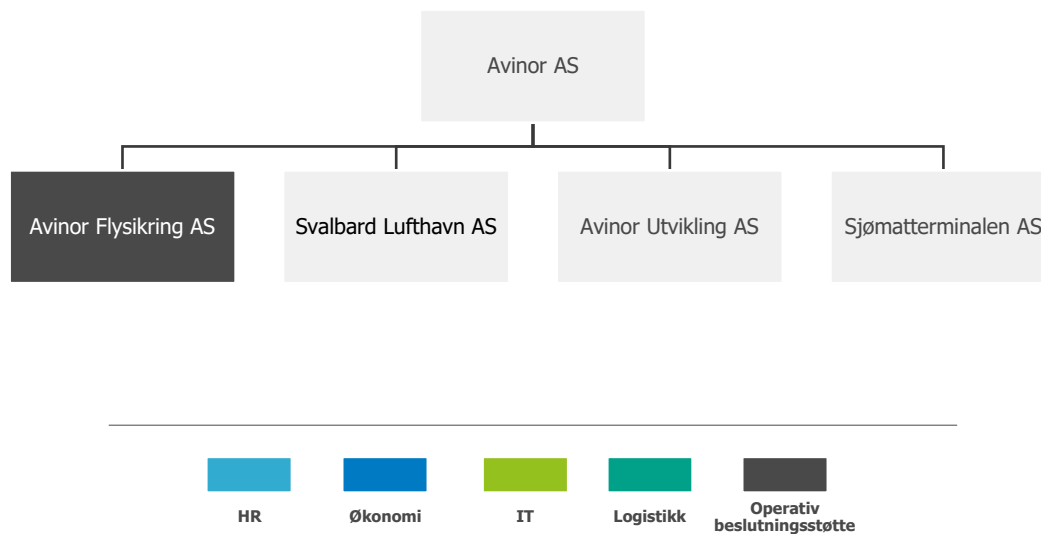 Avinor AS
Avinor Flysikring AS
Svalbard Lufthavn AS
Avinor Utvikling AS
Sjømatterminalen AS
HR
Økonomi
IT
Logistikk
Operativ
beslutningsstøtte